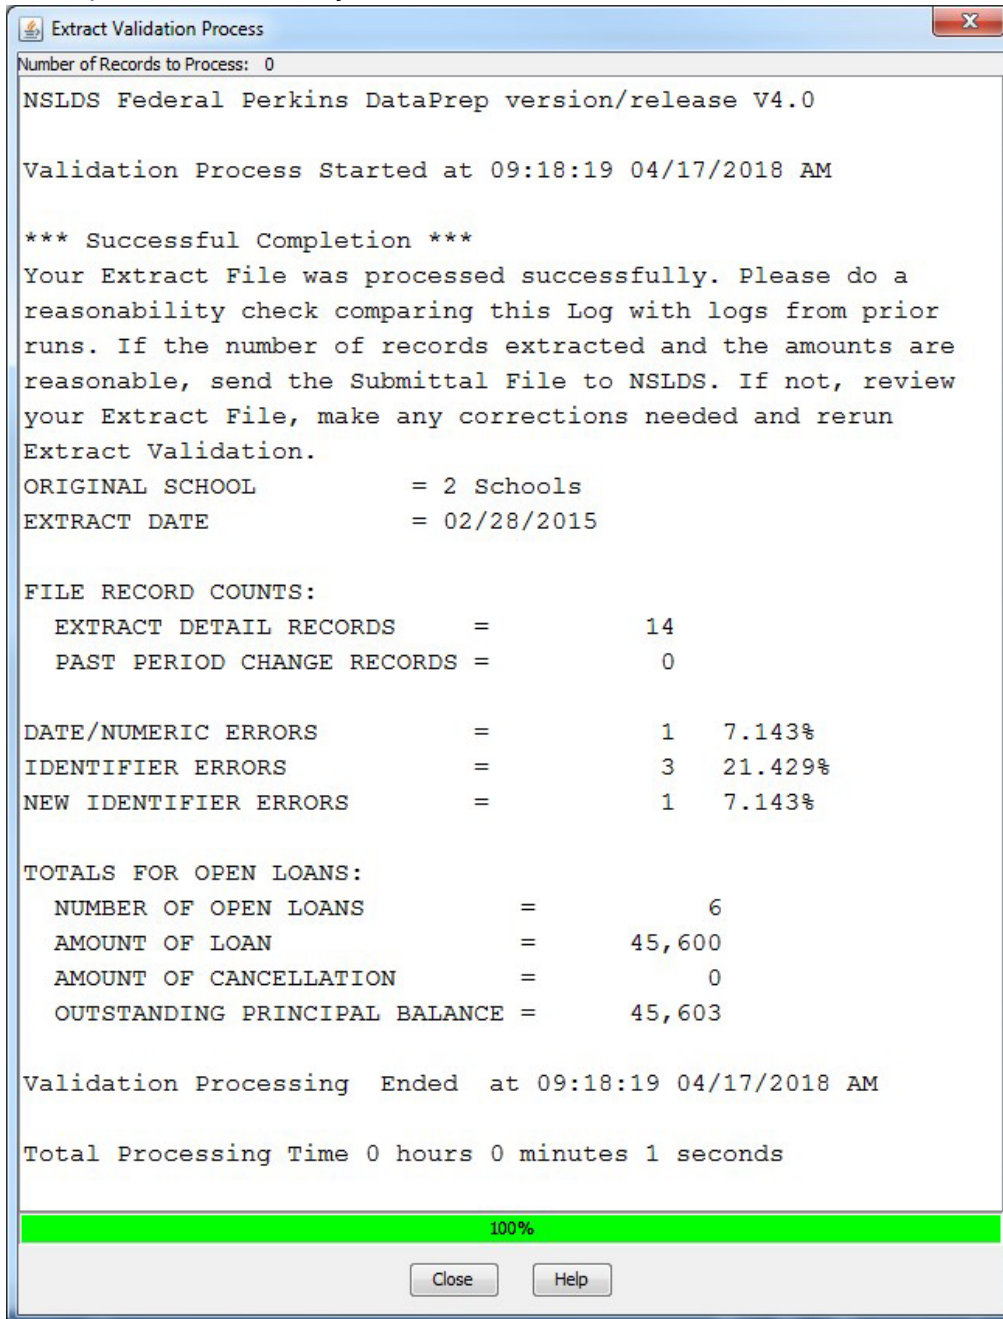 Extract Validation Process
Number of Records to Process: 0
NSLDS Federal Perkins DataPrep version/release V4.0
Validation Process Started at 09:18:19 04/17/2018 AM
*** Successful Completion ***
Your Extract File was processed successfully. Please do a
reasonability check comparing this Log with logs from prior
runs. If the number of records extracted and the amounts are
reasonable, send the Submittal File to NSLDS. If not, review
your Extract File, make any corrections needed and rerun
Extract Validation.
ORIGINAL SCHOOL = 2 Schools
EXTRACT DATE = 02/28/2015
FILE RECORD COUNTS:
EXTRACT DETAIL RECORDS = 14
PAST PERIOD CHANGE RECORDS = 0
DATE/NUMERIC ERRORS = 1 7.143%
IDENTIFIER ERRORS = 3 21.429%
NEW IDENTIFIER ERRORS = 1 7.143%
TOTALS FOR OPEN LOANS:
NUMBER OF OPEN LOANS = 6
AMOUNT OF LOAN = 45,600
AMOUNT OF CANCELLATION = 0
OUTSTANDING PRINCIPAL BALANCE = 45,603
Validation Processing Ended at 09:18:19 04/17/2018 AM
Total Processing Time 0 hours 0 minutes 1 seconds
100%
Close Help